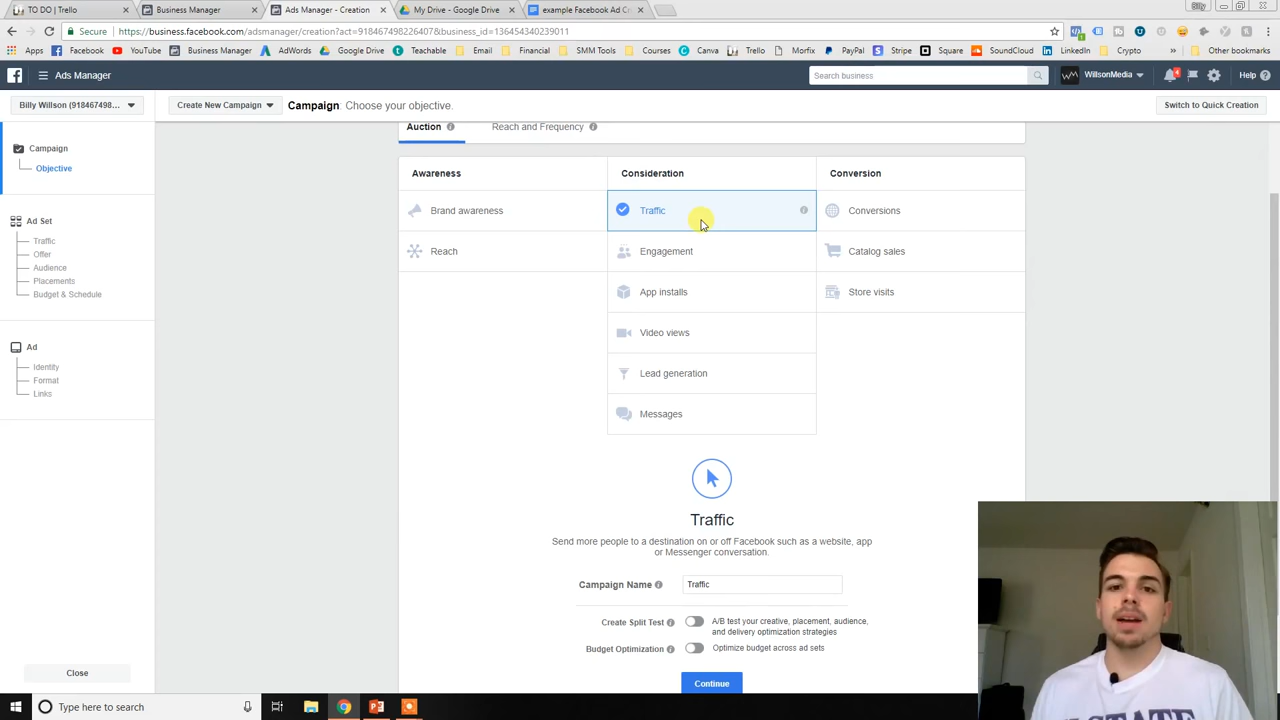 TO DO | Trello
Business Manager
Ads Manager - Creation
My Drive - Google Drive
example Facebook Ad C
Billy
Secure
https://business.facebook.com/adsmanager/creation?act=918467498226407&business_id=136454340239011
Apps
Facebook
YouTube
Business Manager
AdWords
Google Drive
Teachable
Email
Financial
SMM Tools
Courses
Canva
Trello
Morfix
PayPal
Stripe
Square
SoundCloud
LinkedIn
Crypto
»
Other bookmarks
Ads Manager
Search business
WillsonMedia
4
Help
Billy Willson (918467498...
Create New Campaign
Campaign: Choose your objective.
Switch to Quick Creation
Campaign
Objective
Ad Set
Traffic
Offer
Audience
Placements
Budget & Schedule
Ad
Identity
Format
Links
Close
Auction
Reach and Frequency
Awareness
Consideration
Conversion
Brand awareness
Traffic
Conversions
Reach
Engagement
Catalog sales
App installs
Store visits
Video views
Lead generation
Messages
Traffic
Send more people to a destination on or off Facebook such as a website, app
or Messenger conversation.
Campaign Name
Traffic
Create Split Test
A/B test your creative, placement, audience,
and delivery optimization strategies
Budget Optimization
Optimize budget across ad sets
Continue
Type here to search